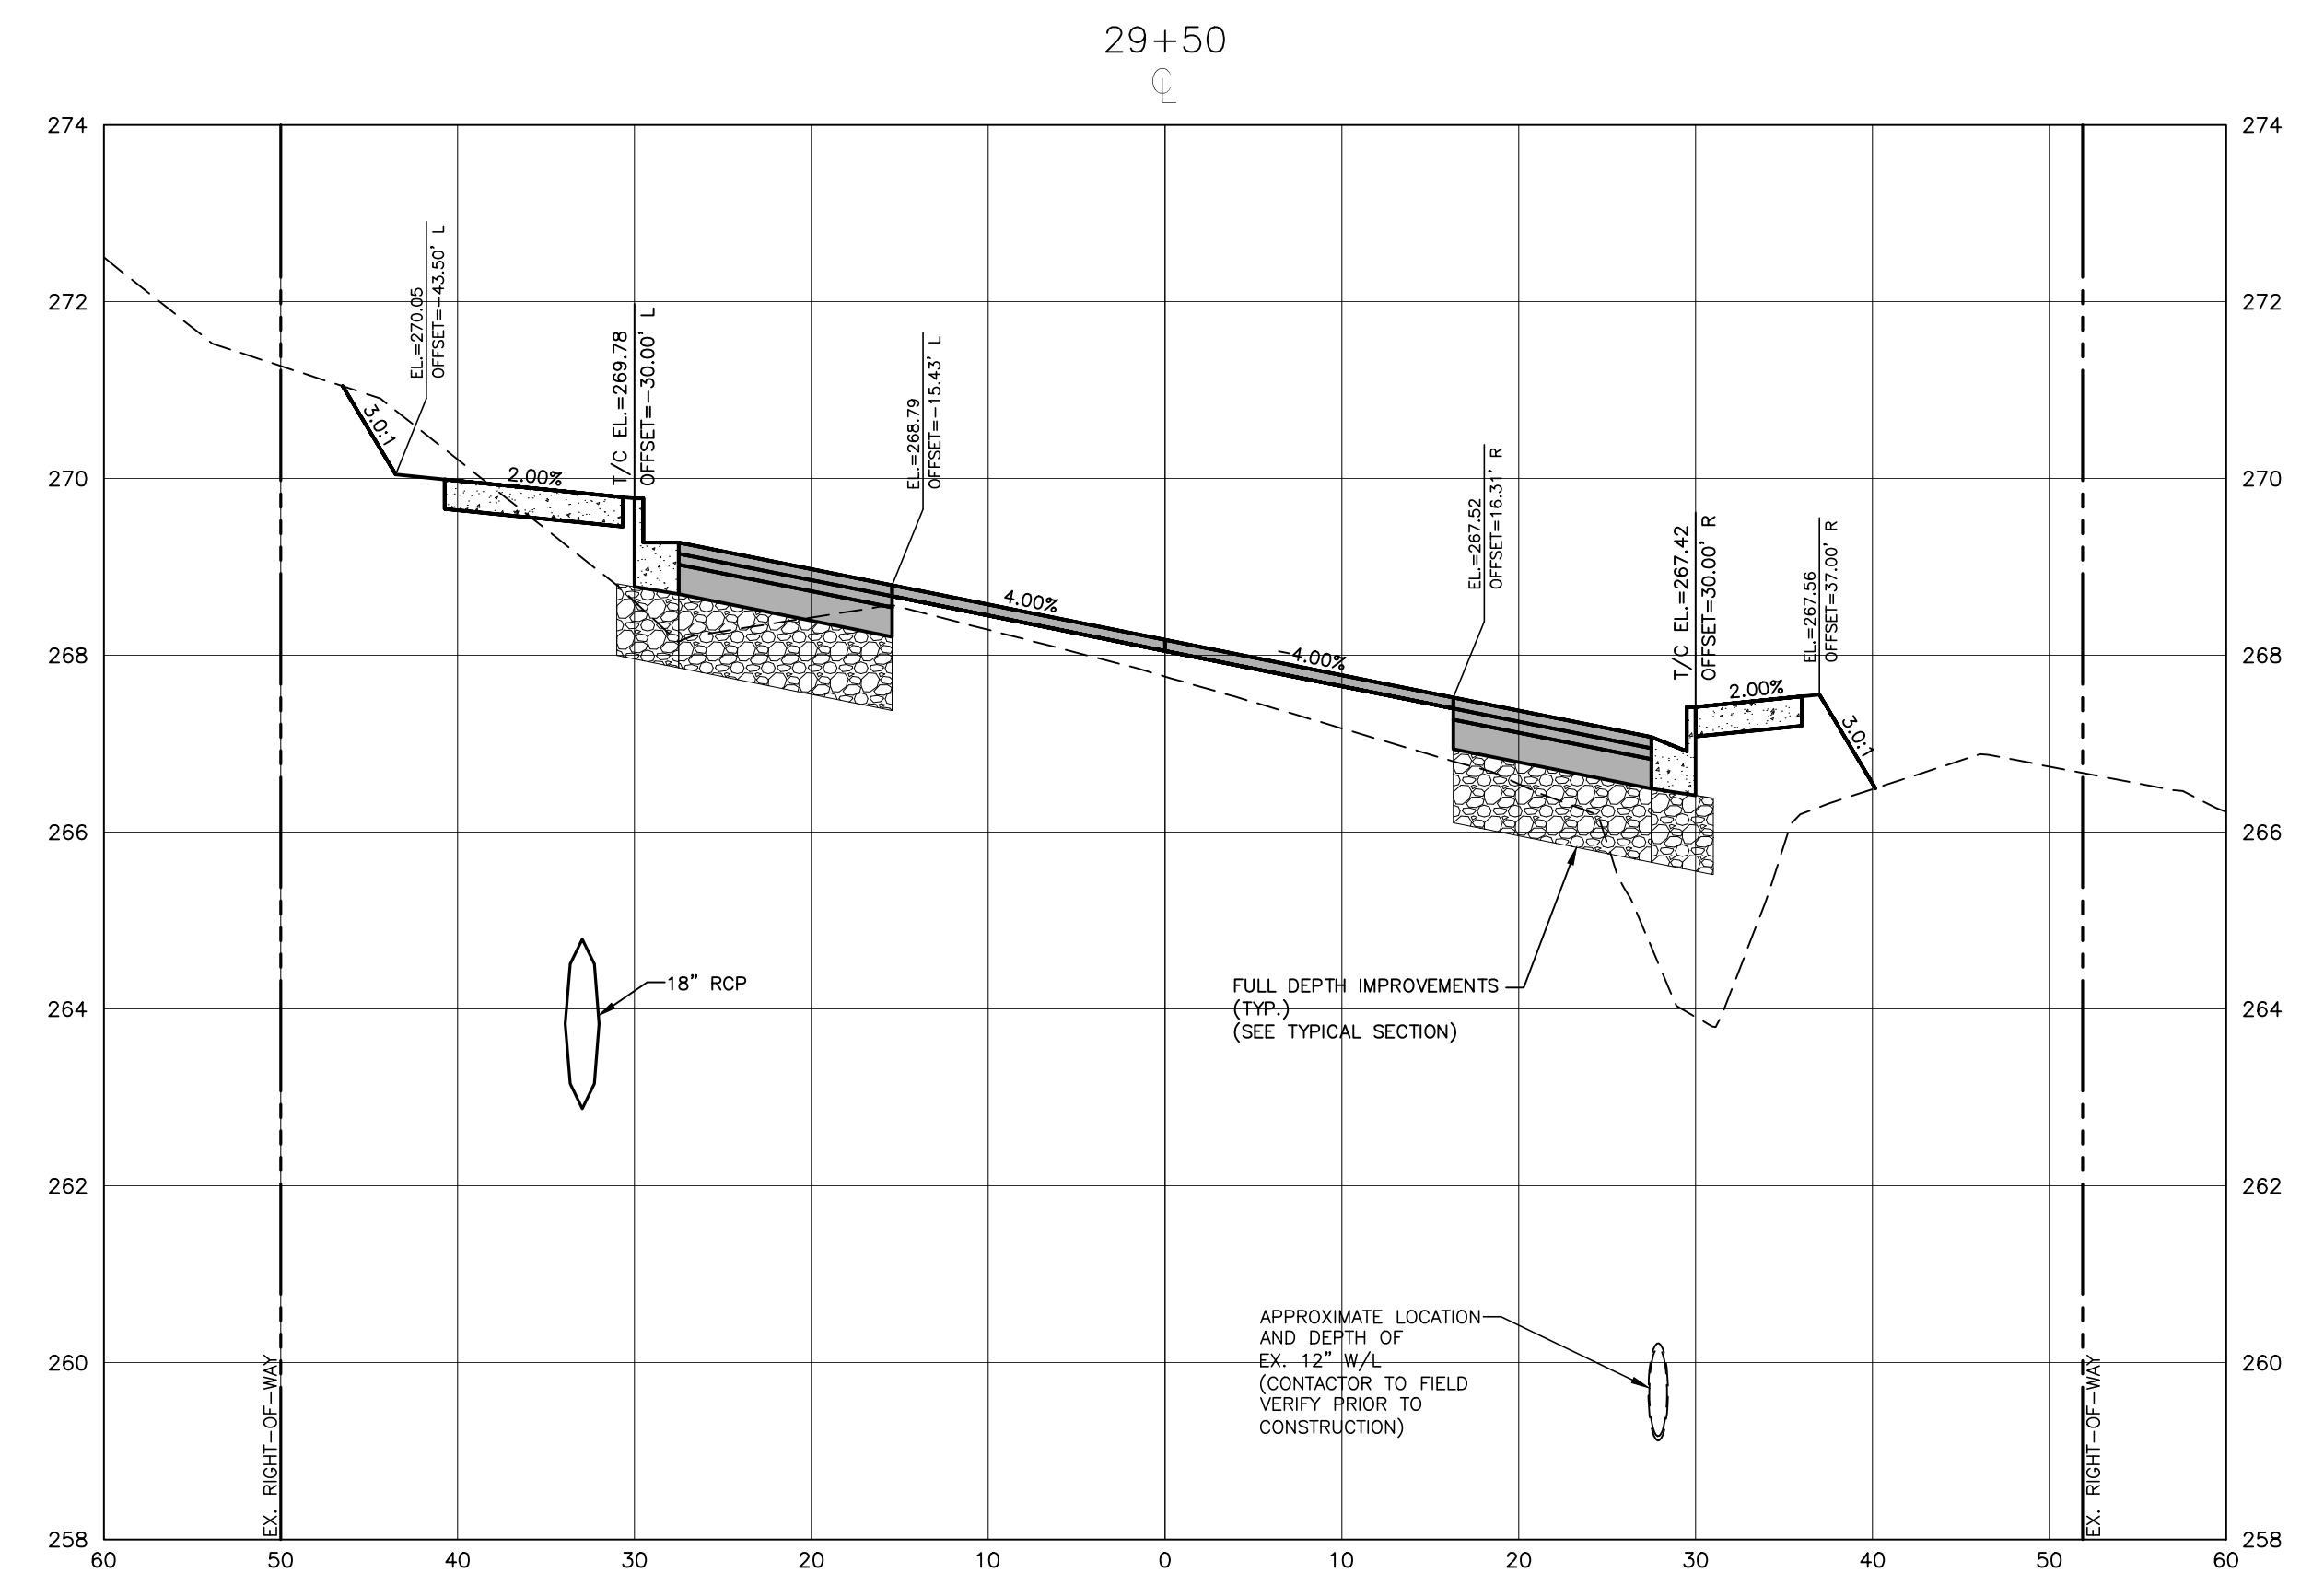 29+50
CL
274
274
272
272
270
270
268
268
266
266
264
264
262
262
260
260
258
258
EL.=270.05
OFFSET=-43.50' L
T/C EL.=269.78
OFFSET=-30.00' L
EL.=268.79
OFFSET=-15.43' L
EL.=267.52
OFFSET=16.31' R
T/C EL.=267.42
OFFSET=30.00' R
EL.=267.56
OFFSET=37.00' R
3.0:1
2.00%
4.00%
-4.00%
2.00%
3.0:1
18" RCP
FULL DEPTH IMPROVEMENTS
(TYP.)
(SEE TYPICAL SECTION)
APPROXIMATE LOCATION
AND DEPTH OF
EX. 12" W/L
(CONTACTOR TO FIELD
VERIFY PRIOR TO
CONSTRUCTION)
EX. RIGHT-OF-WAY
EX. RIGHT-OF-WAY
60 50 40 30 20 10 0 10 20 30 40 50 60